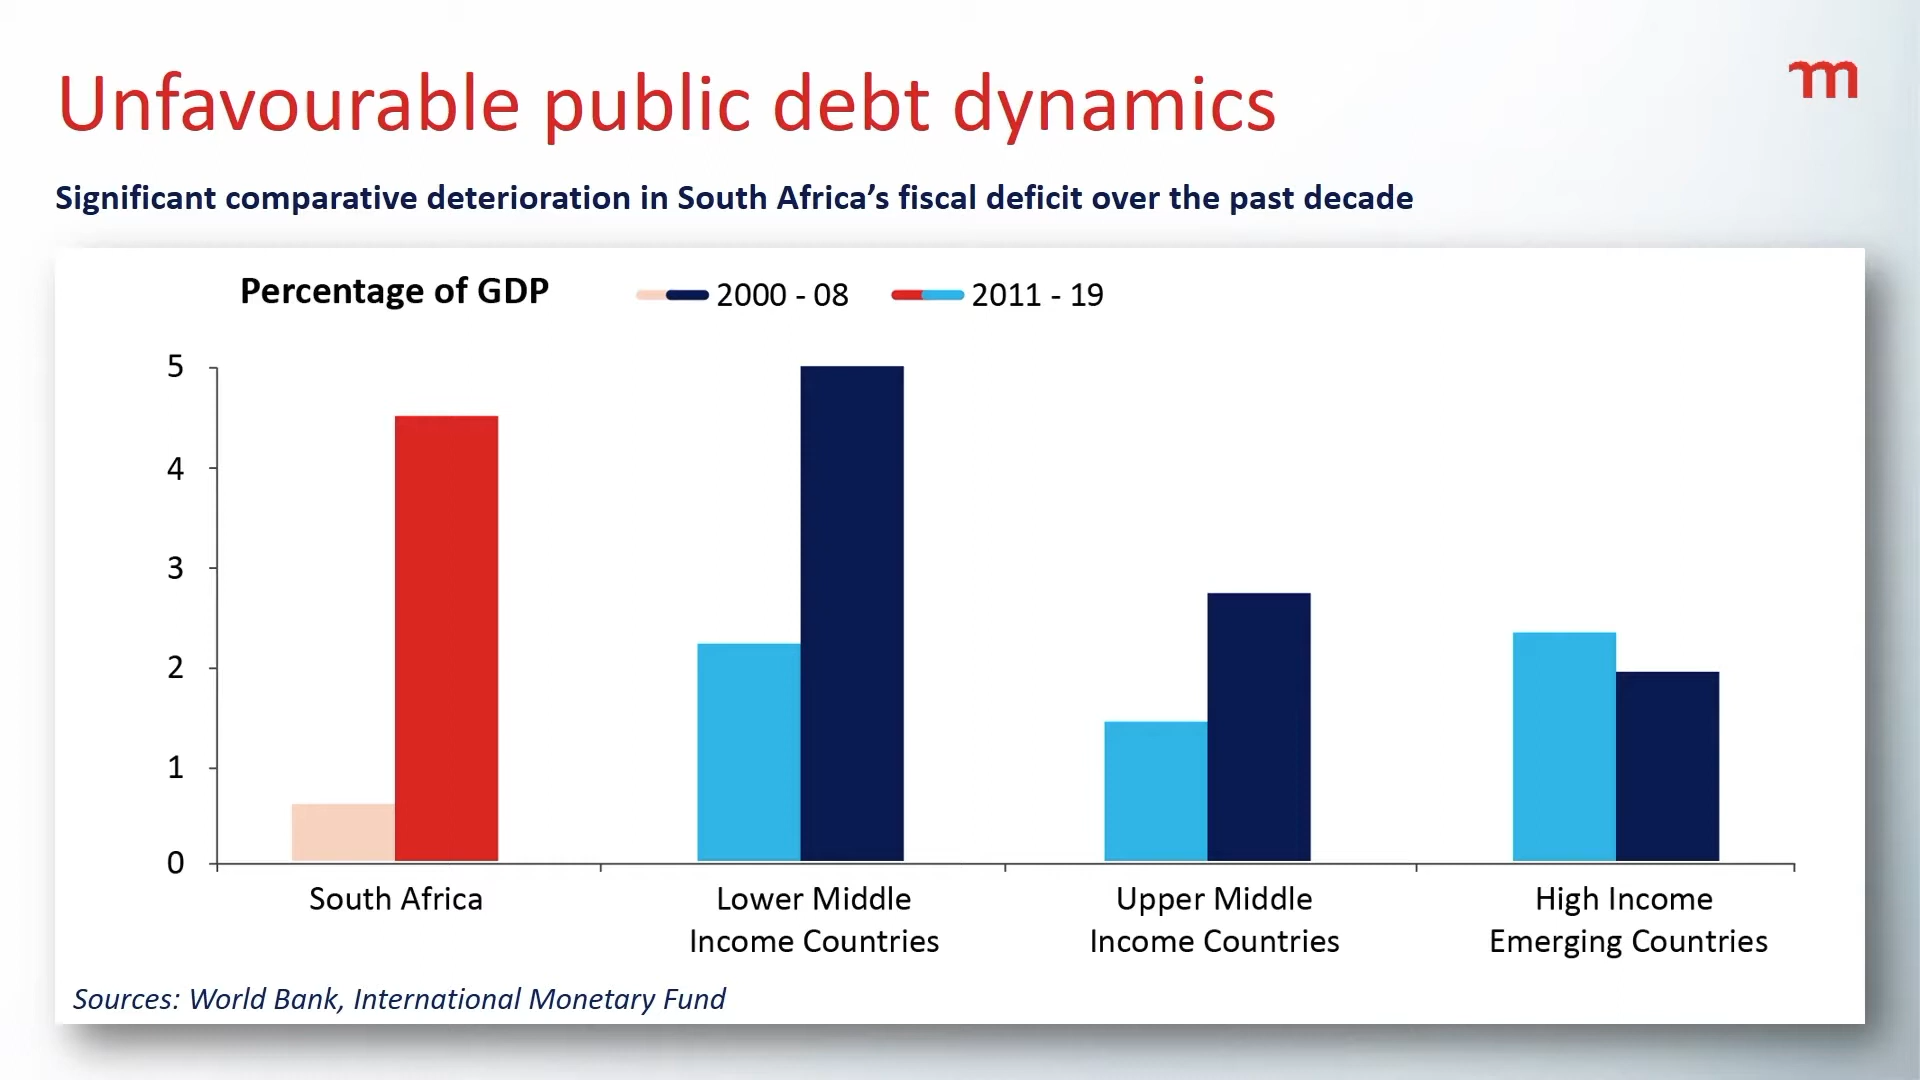 Unfavourable public debt dynamics
m
Significant comparative deterioration in South Africa’s fiscal deficit over the past decade
Percentage of GDP
2000 - 08
2011 - 19
5
4
3
2
1
0
South Africa
Lower Middle
Income Countries
Upper Middle
Income Countries
High Income
Emerging Countries
Sources: World Bank, International Monetary Fund